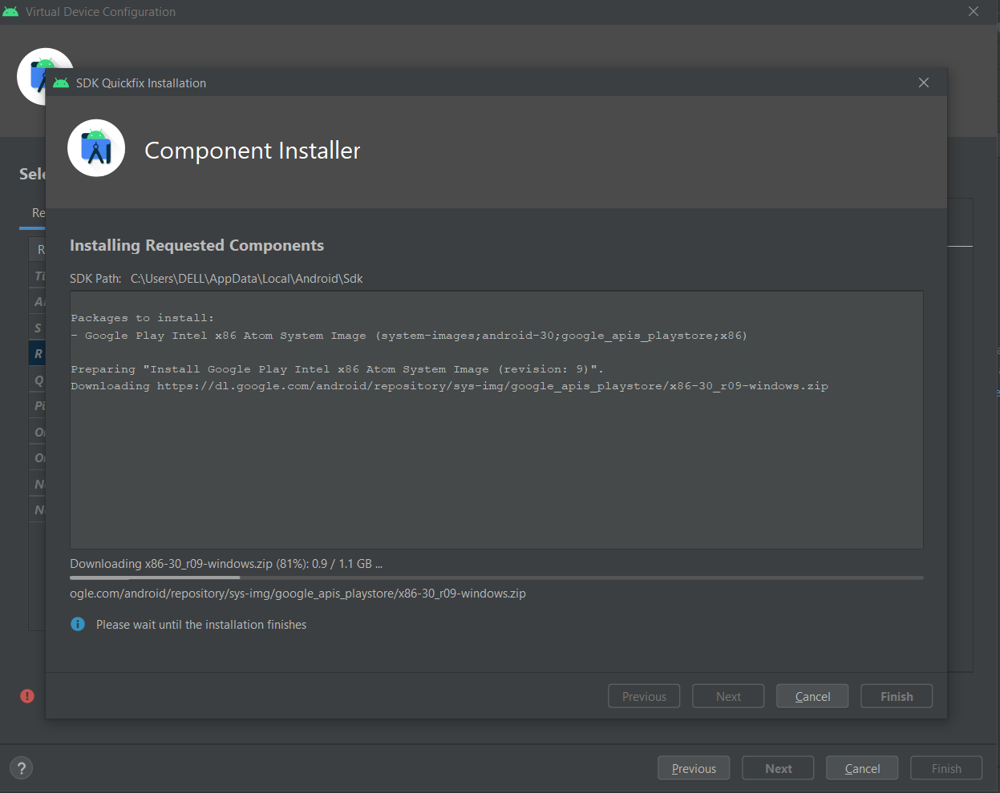 Virtual Device Configuration
SDK Quickfix Installation
Component Installer
Sele
Re
R
Ti
S
R
Q
Installing Requested Components
SDK Path: C:\Users\DELL\AppData\Local\Android\Sdk
Packages to install:
- Google Play Intel x86 Atom System Image (system-images;android-30;google_apis_playstore;x86)
Preparing "Install Google Play Intel x86 Atom System Image (revision: 9)".
Downloading https://dl.google.com/android/repository/sys-img/google_apis_playstore/x86-30_r09-windows.zip
Downloading x86-30_r09-windows.zip (81%): 0.9 / 1.1 GB ...
ogle.com/android/repository/sys-img/google_apis_playstore/x86-30_r09-windows.zip
Please wait until the installation finishes
Previous Next Cancel Finish
? Previous Next Cancel Finish